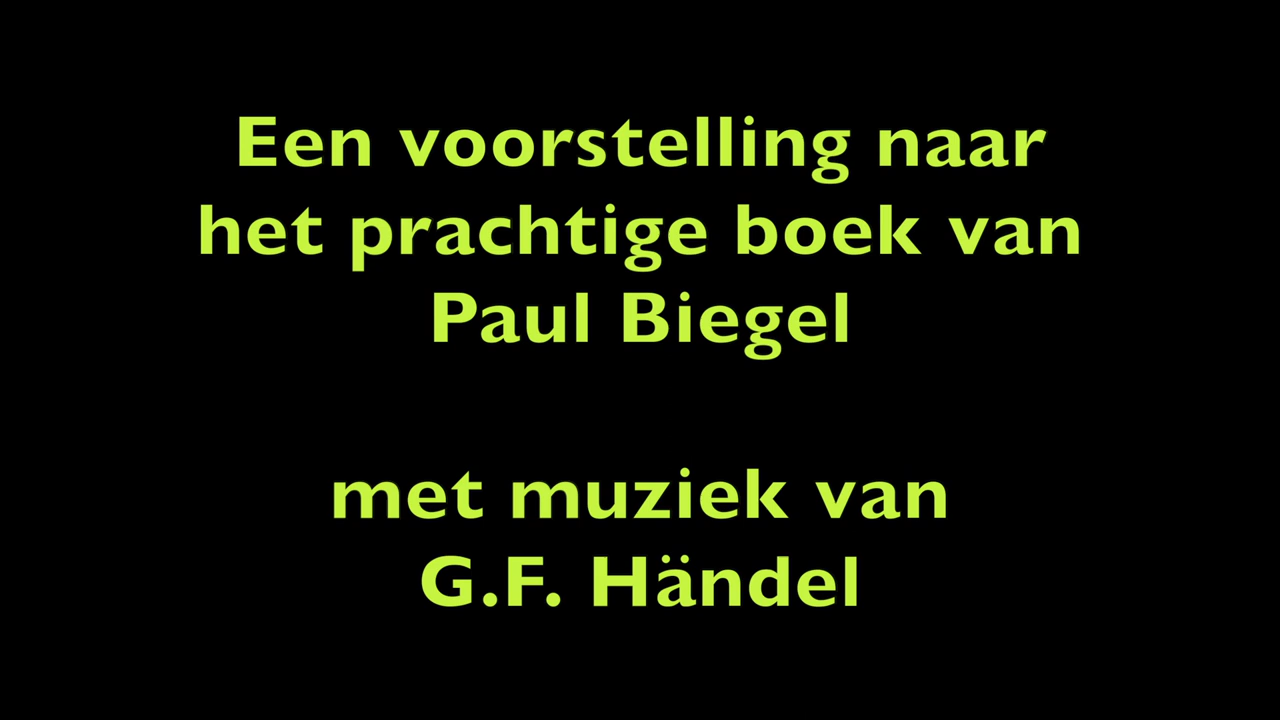 Een voorstelling naar
het prachtige boek van
Paul Biegel
met muziek van
G.F. Händel